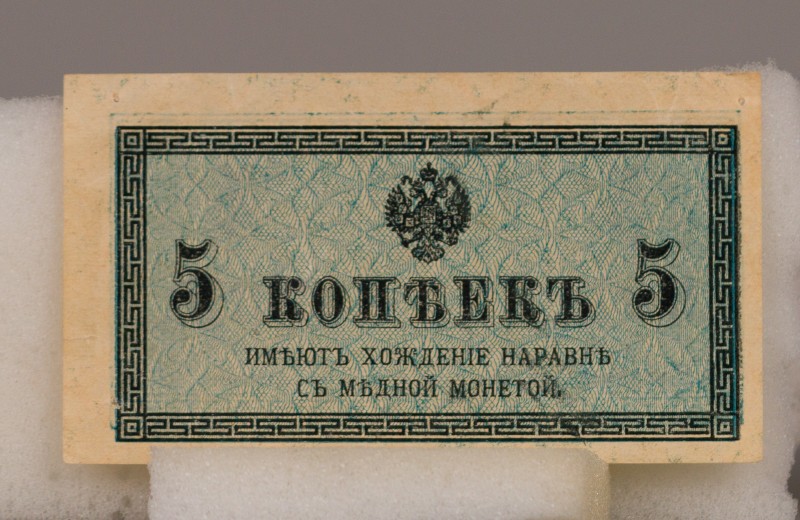 5 КОПѢЕКЪ 5
ИМѢЮТЪ ХОЖДЕНІЕ НАРАВНѢ
СЪ МѢДНОЙ МОНЕТОЙ.